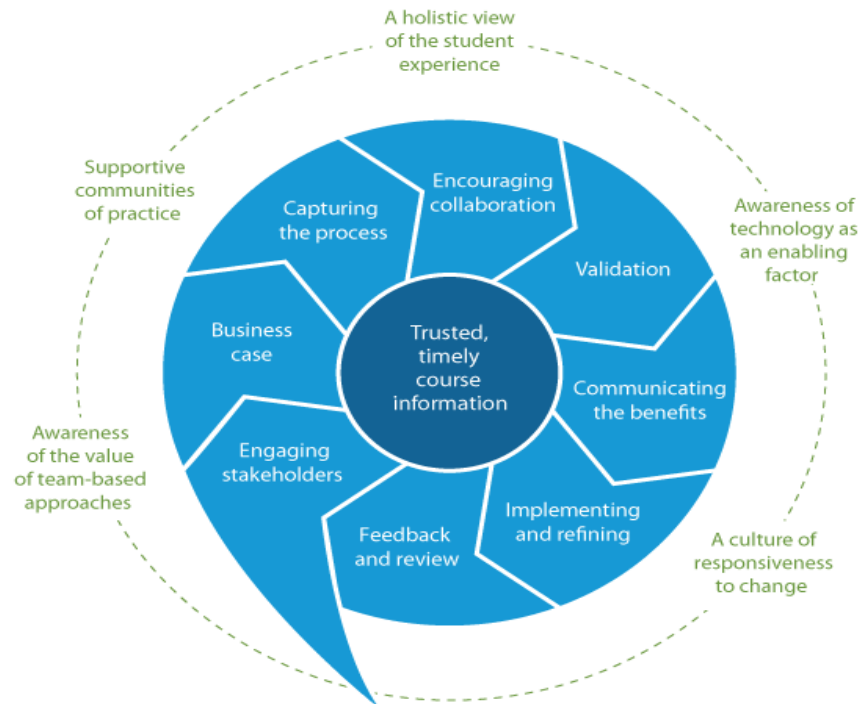 A holistic view
of the student
experience
Supportive
communities
of practice
Awareness of
technology as
an enabling
factor
Awareness
of the value
of team-based
approaches
A culture of
responsiveness
to change
Encouraging
collaboration
Capturing
the process
Validation
Business
case
Trusted,
timely
course
information
Communicating
the benefits
Engaging
stakeholders
Implementing
and refining
Feedback
and review